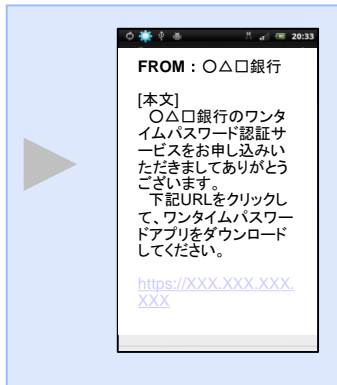 20:33
FROM：〇△□銀行
[本文]
　〇△□銀行のワンタ
イムパスワード認証サ
ービスをお申し込みい
ただきましてありがとう
ございます。
　下記URLをクリックし
て、ワンタイムパスワー
ドアプリをダウンロード
してください。
https://XXX.XXX.XXX.
XXX